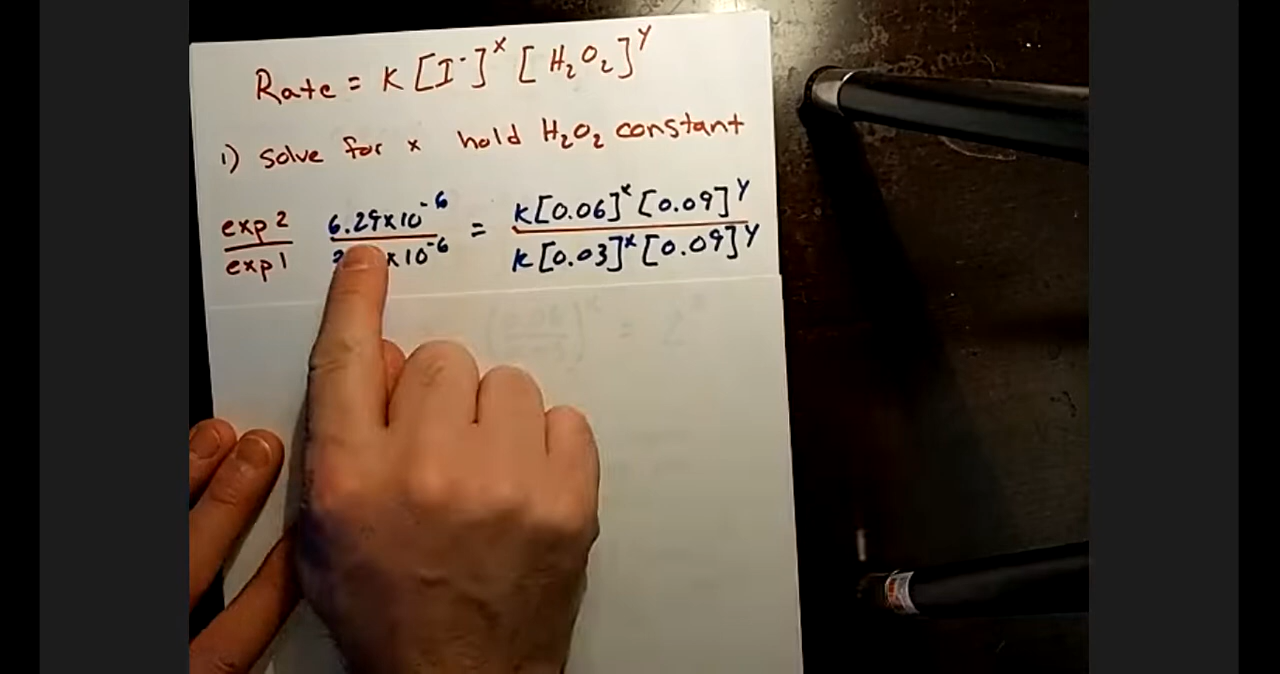 Rate = K [I⁻]ˣ [H₂O₂]ʸ
1) solve for x hold H₂O₂ constant
exp 2 6.29x10⁻⁶ = k[0.06]ˣ [0.09]ʸ
exp 1 x10⁻⁶ k[0.03]ˣ [0.09]ʸ